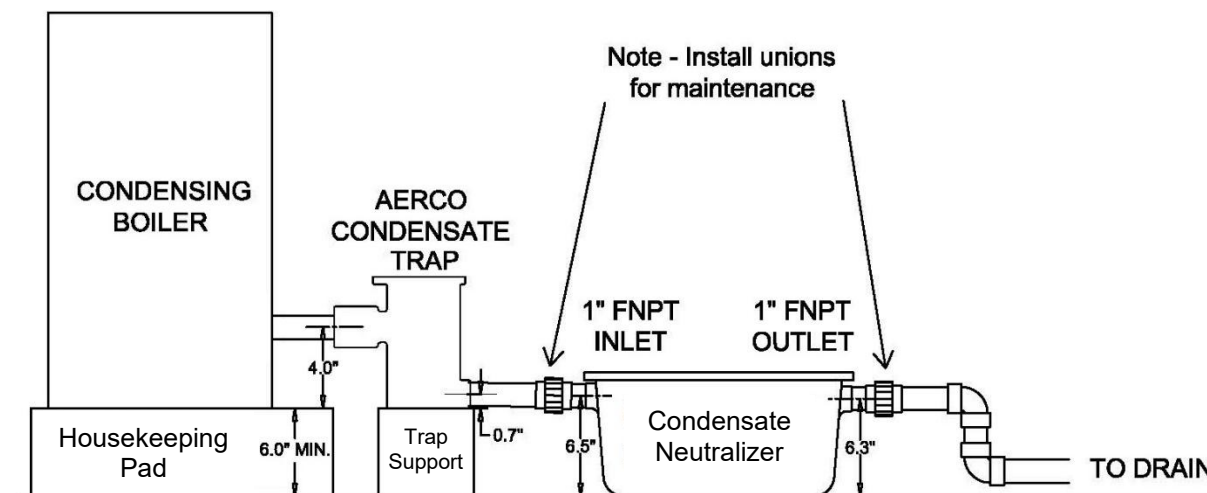 Note - Install unions
for maintenance
CONDENSING
BOILER
AERCO
CONDENSATE
TRAP
1" FNPT
INLET
1" FNPT
OUTLET
4.0"
Housekeeping
Pad
6.0" MIN.
Trap
Support
0.7"
6.5"
Condensate
Neutralizer
6.3"
TO DRAIN